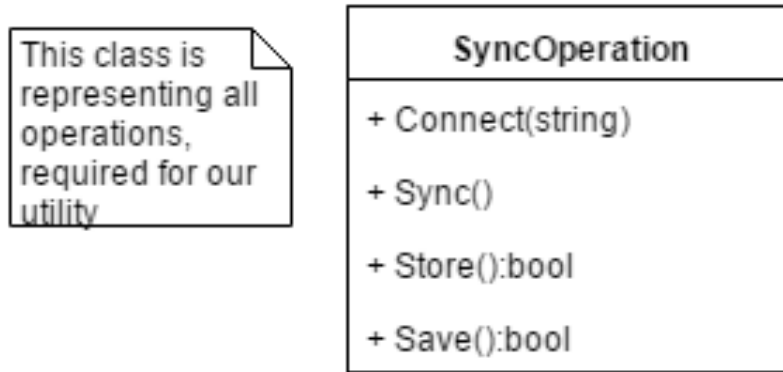 This class is
representing all
operations,
required for our
utility
SyncOperation
+ Connect(string)
+ Sync()
+ Store():bool
+ Save():bool